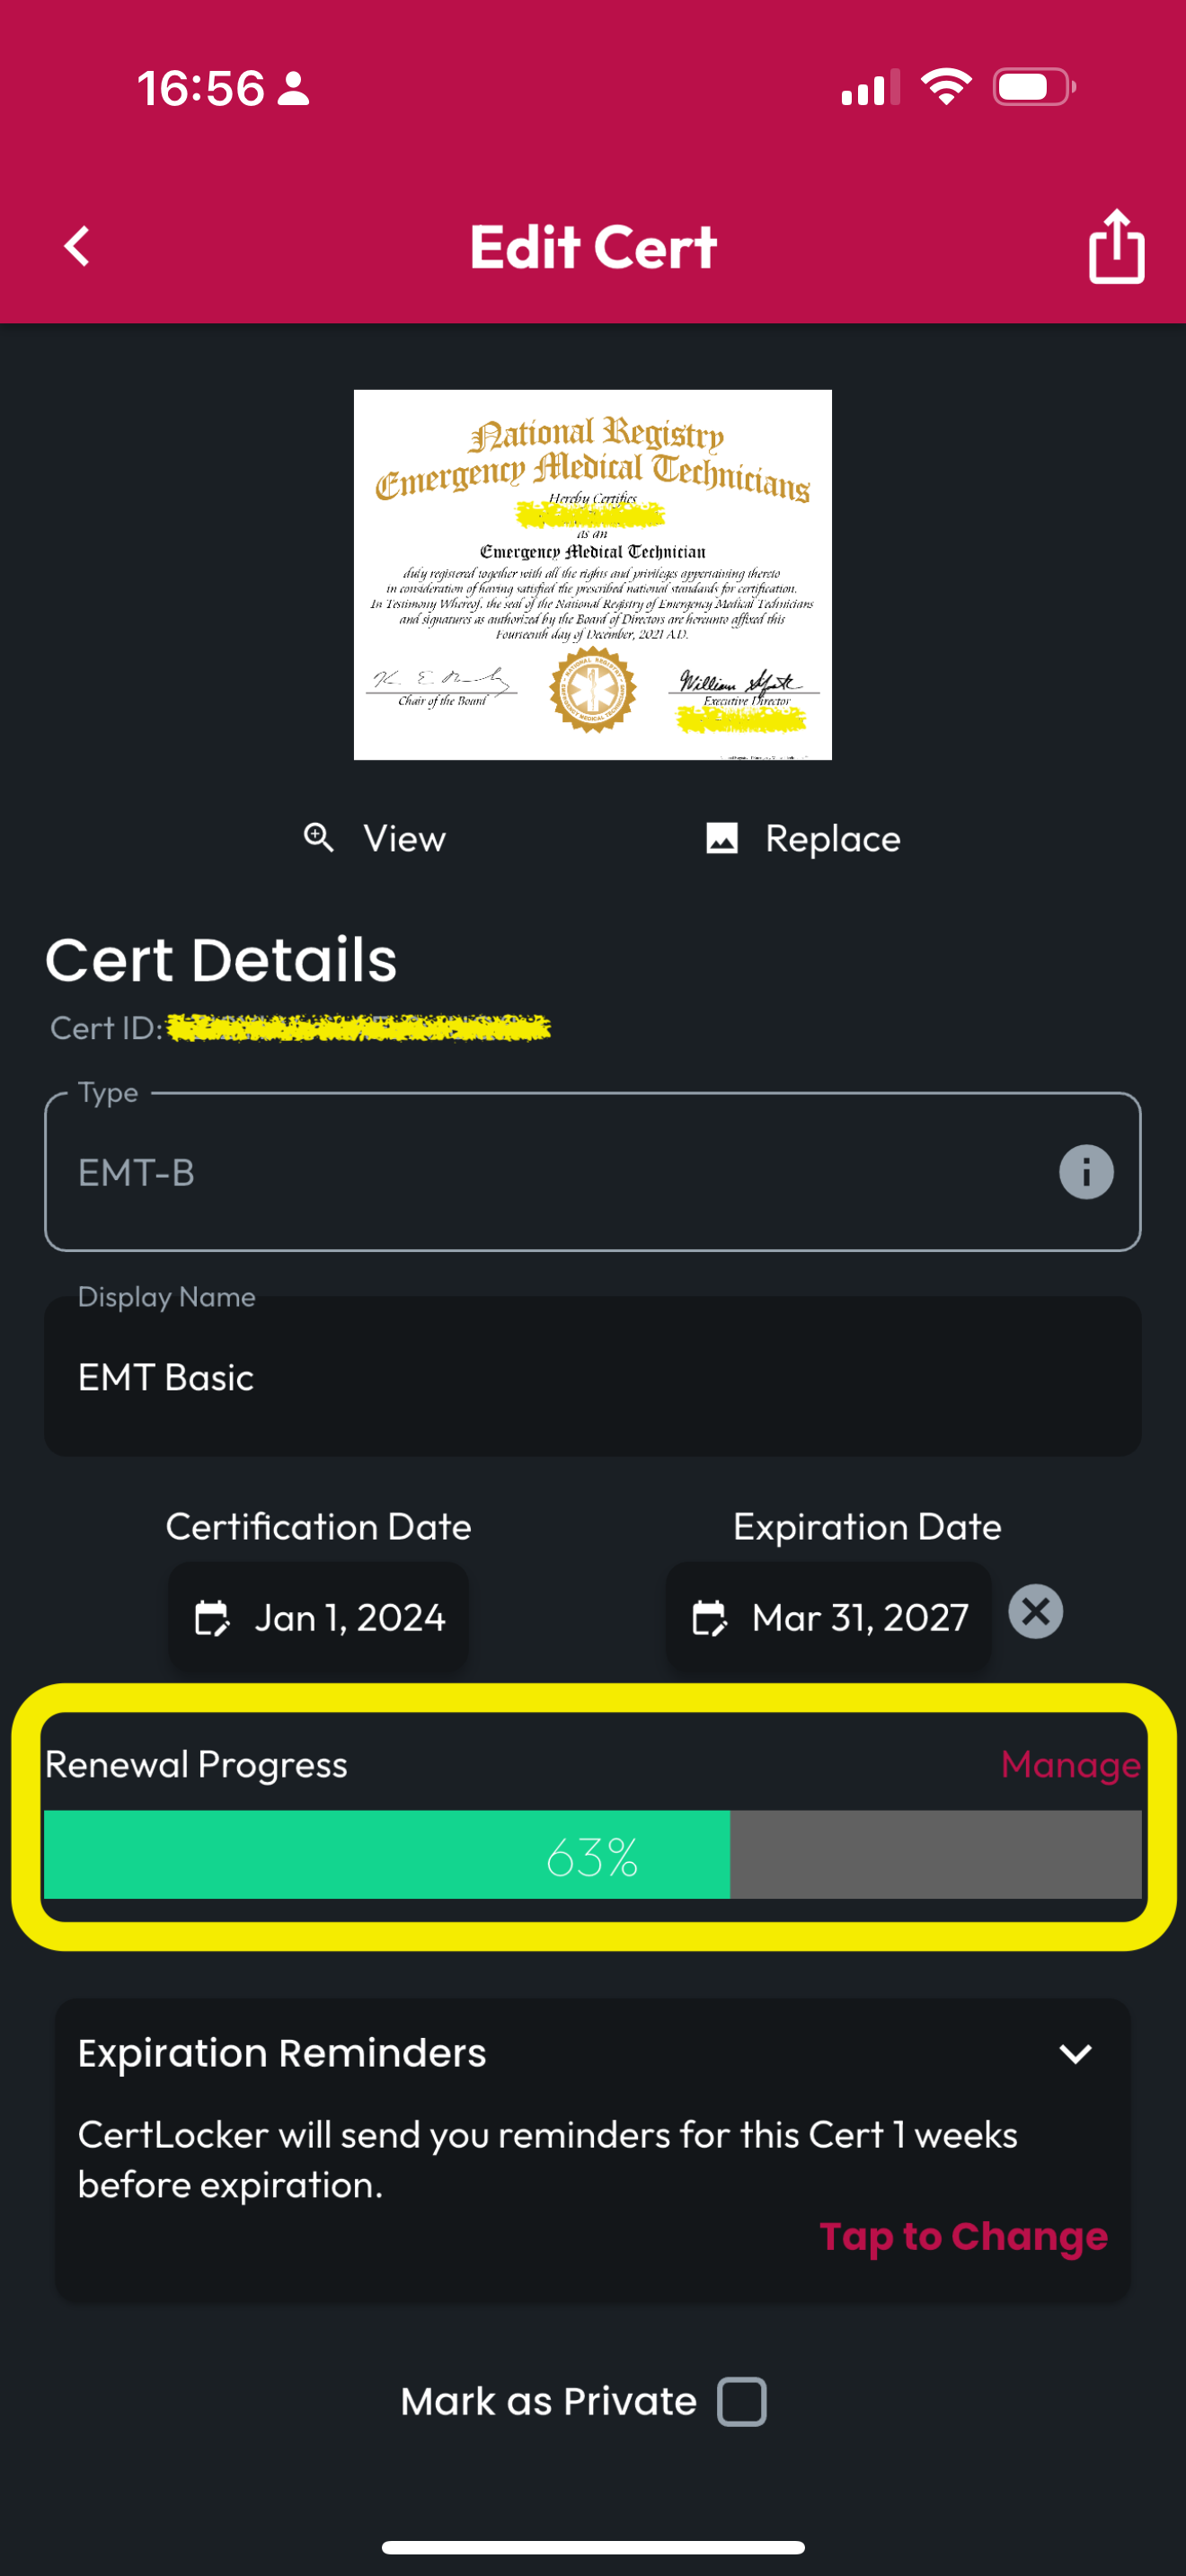 16:56
Edit Cert
National Registry
Emergency Medical Technicians
Hereby Certifies
as an
Emergency Medical Technician
duly registered together with all the rights and privileges appertaining thereto
in consideration of having satisfied the prescribed national standards for certification.
In Testimony Whereof, the seal of the National Registry of Emergency Medical Technicians
and signatures as authorized by the Board of Directors are hereunto affixed this
Fourteenth day of December, 2021 A.D.
William
Chair of the Board
Executive Director
View
Replace
Cert Details
Cert ID:
Type
EMT-B
Display Name
EMT Basic
Certification Date
Expiration Date
Jan 1, 2024
Mar 31, 2027
Renewal Progress
Manage
63%
Expiration Reminders
CertLocker will send you reminders for this Cert 1 weeks
before expiration.
Tap to Change
Mark as Private